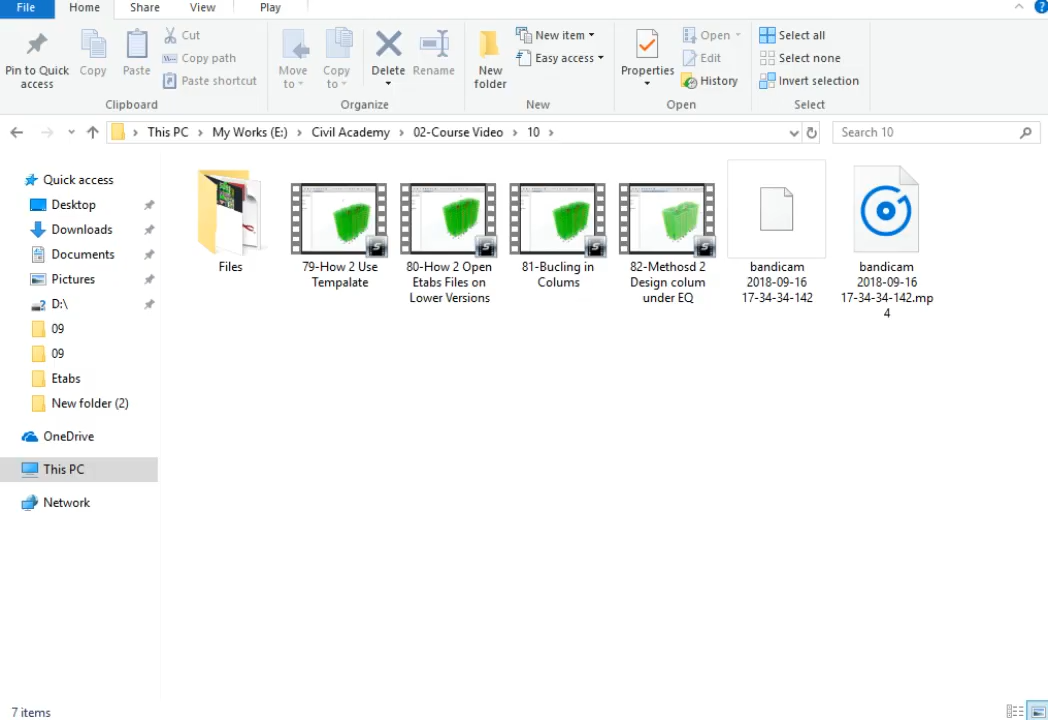 File Home Share View Play
Pin to Quick access
Copy
Paste
Cut
Copy path
Paste shortcut
Clipboard
Move to
Copy to
Delete
Rename
Organize
New folder
New item
Easy access
New
Properties
Open
Edit
History
Open
Select all
Select none
Invert selection
Select
This PC > My Works (E:) > Civil Academy > 02-Course Video > 10 >
Search 10
Quick access
Desktop
Downloads
Documents
Pictures
D:\
09
09
Etabs
New folder (2)
OneDrive
This PC
Network
Files
79-How 2 Use
Tempalate
80-How 2 Open
Etabs Files on
Lower Versions
81-Bucling in
Colums
82-Methosd 2
Design colum
under EQ
bandicam
2018-09-16
17-34-34-142
bandicam
2018-09-16
17-34-34-142.mp
4
7 items